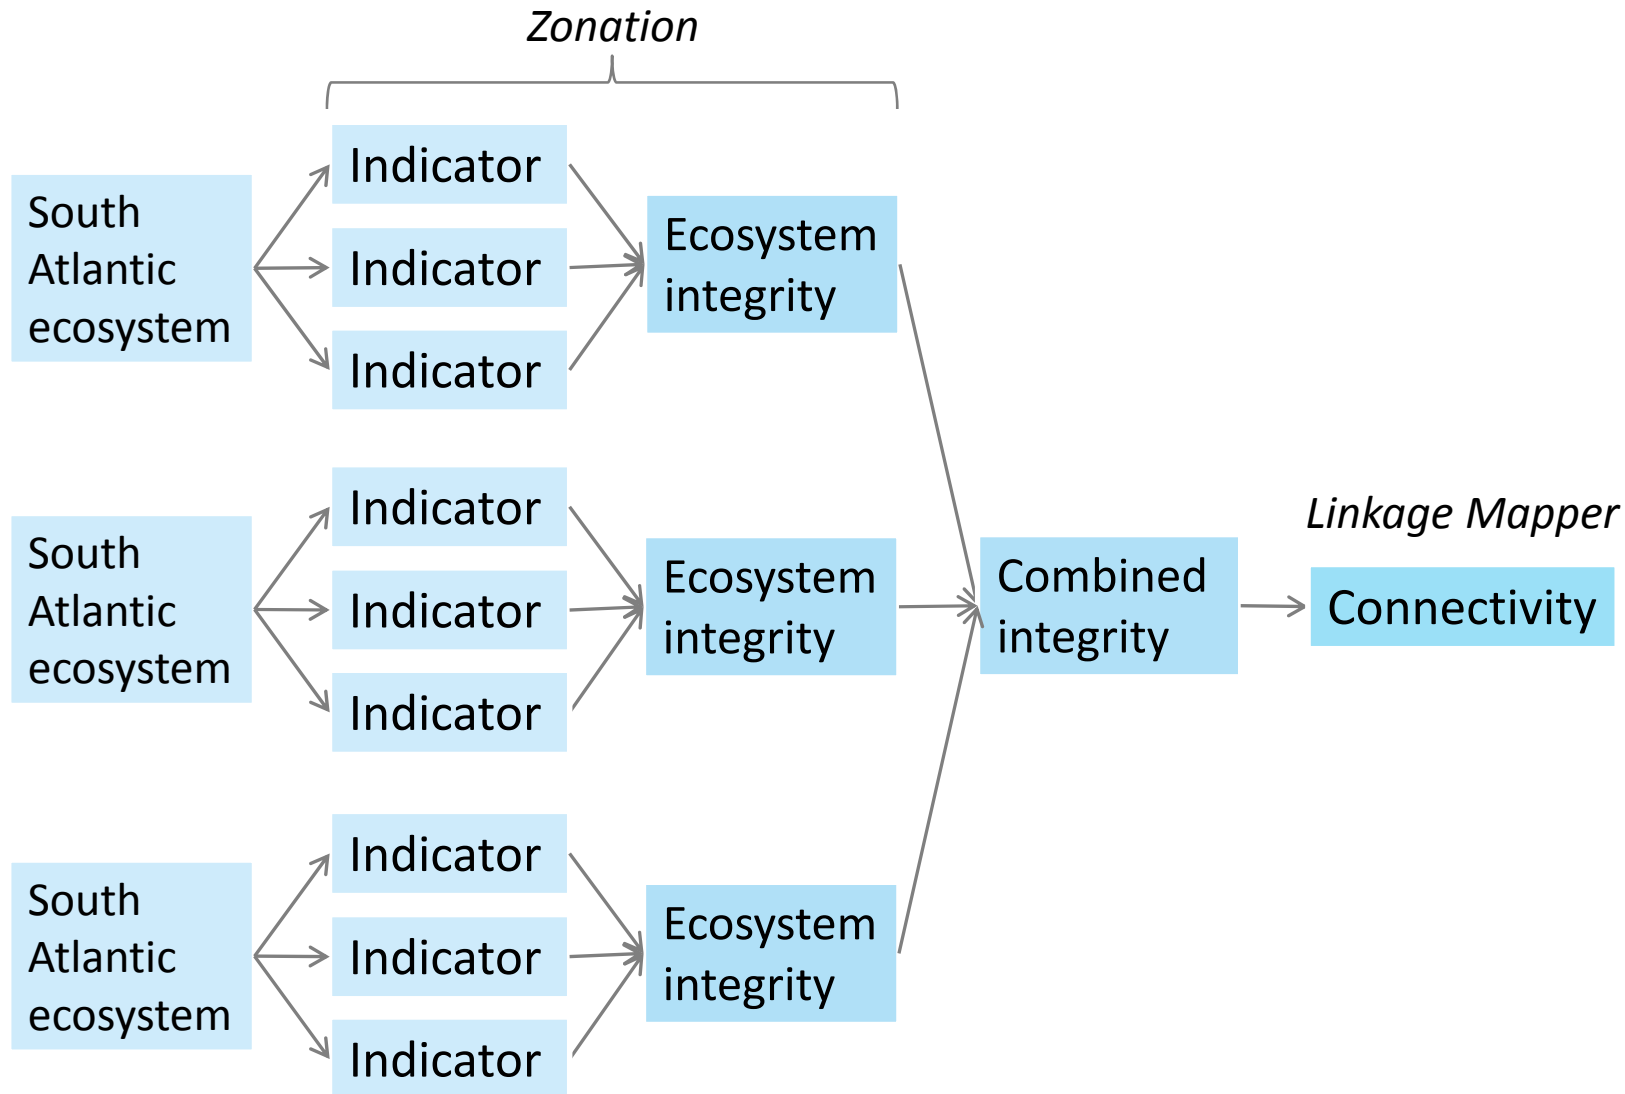 Zonation
South
Atlantic
ecosystem
Indicator
Indicator
Indicator
Ecosystem
integrity
South
Atlantic
ecosystem
Indicator
Indicator
Indicator
Ecosystem
integrity
Combined
integrity
Linkage Mapper
Connectivity
South
Atlantic
ecosystem
Indicator
Indicator
Indicator
Ecosystem
integrity